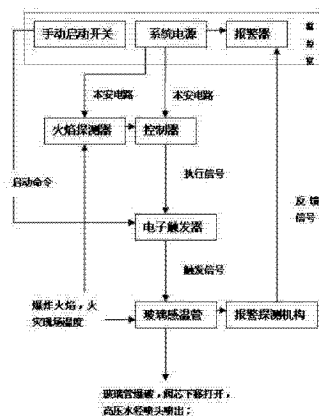 手动启动开关
系统电源
报警器
监
控
室
本安电路
本安电路
火焰探测器
控制器
启动命令
执行信号
反馈
信号
电子触发器
触发信号
爆炸火焰，火
灾现场温度
玻璃感温管
报警探测机构
玻璃管爆破，阀芯下移打开，
高压水经喷头喷出；